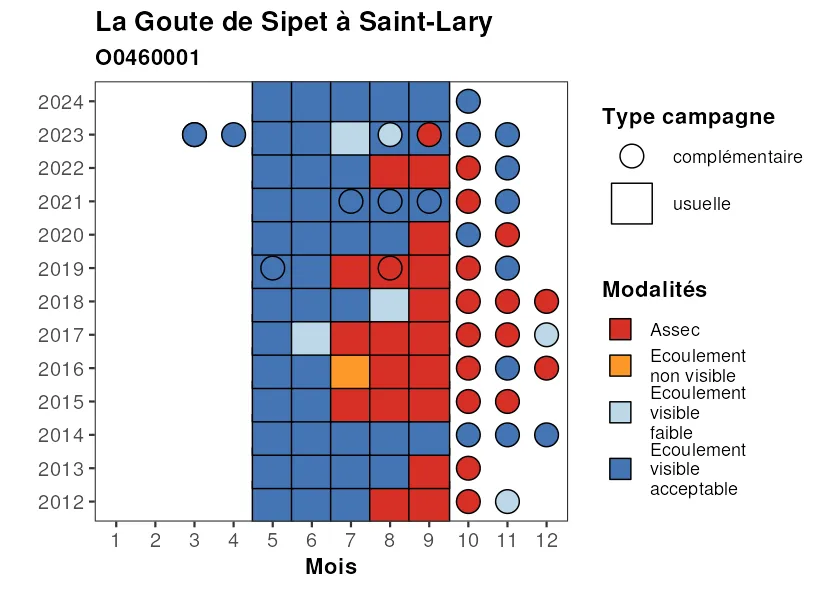 La Goute de Sipet à Saint-Lary
O0460001
2024
2023
2022
2021
2020
2019
2018
2017
2016
2015
2014
2013
2012
1 2 3 4 5 6 7 8 9 10 11 12
Mois
Type campagne
complémentaire
usuelle
Modalités
Assec
Ecoulement
non visible
Ecoulement
visible
faible
Ecoulement
visible
acceptable